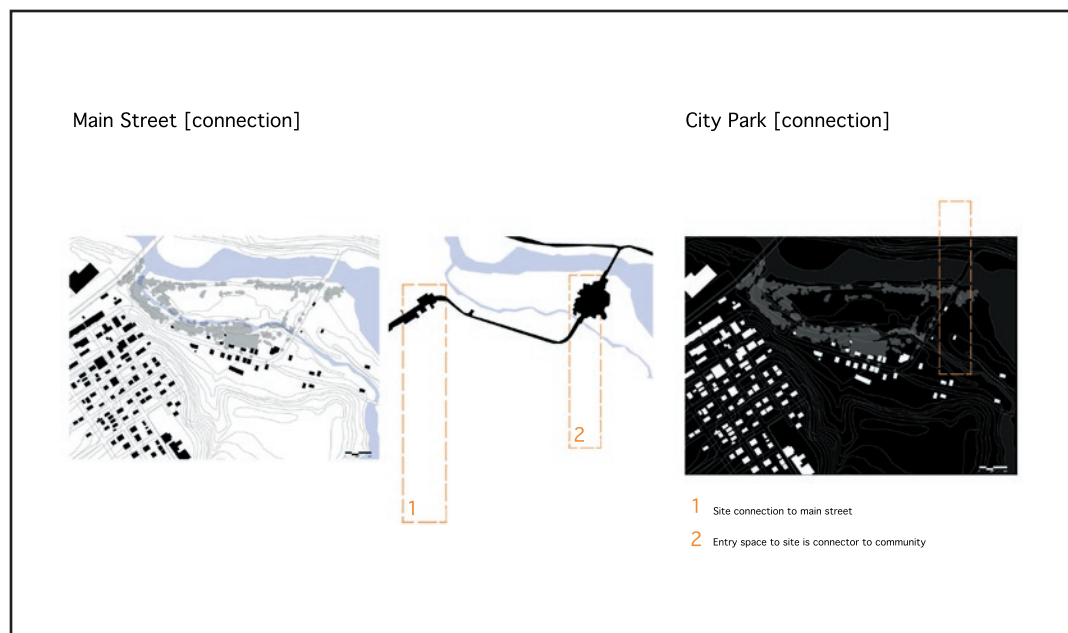 Main Street [connection]
City Park [connection]
1
2
1 Site connection to main street
2 Entry space to site is connector to community